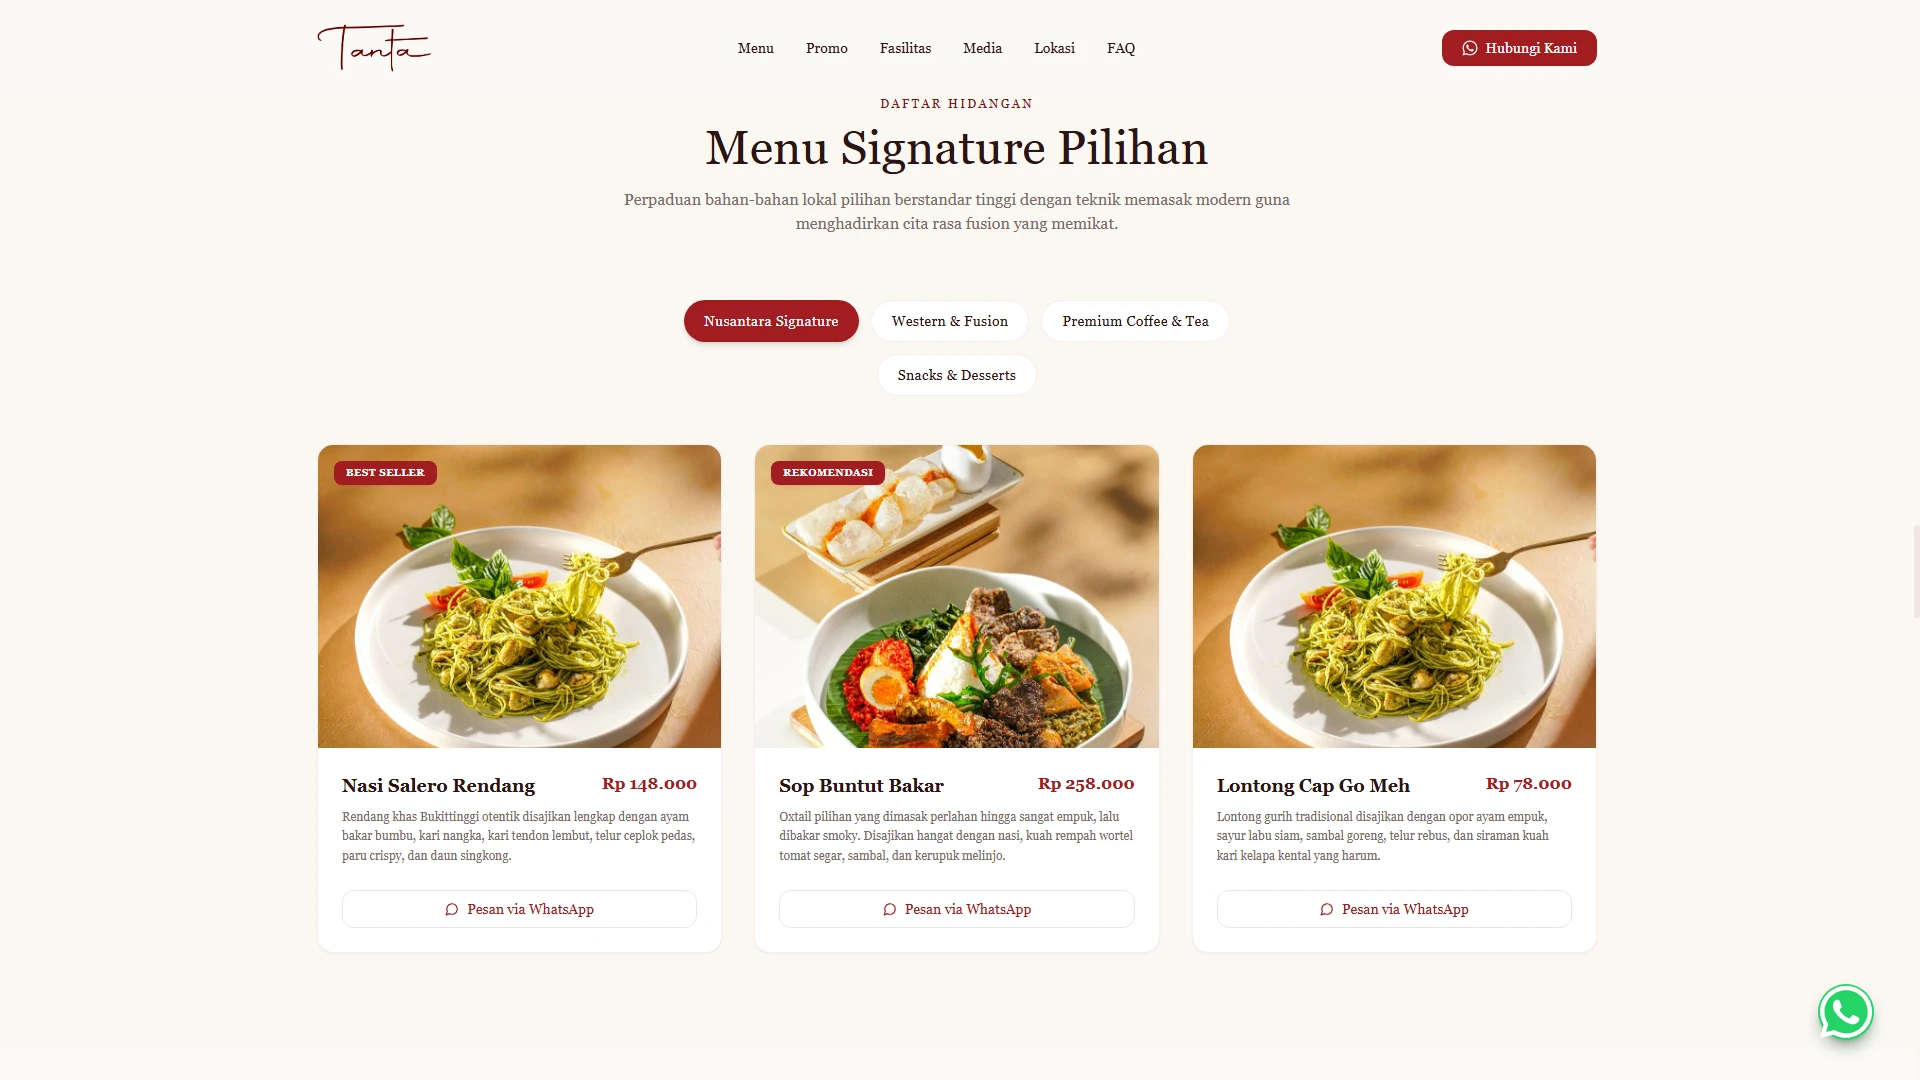 Tanta
Menu
Promo
Fasilitas
Media
Lokasi
FAQ
Hubungi Kami
DAFTAR HIDANGAN
Menu Signature Pilihan
Perpaduan bahan-bahan lokal pilihan berstandar tinggi dengan teknik memasak modern guna
menghadirkan cita rasa fusion yang memikat.
Nusantara Signature
Western & Fusion
Premium Coffee & Tea
Snacks & Desserts
BEST SELLER
Nasi Salero Rendang
Rp 148.000
Rendang khas Bukittinggi otentik disajikan lengkap dengan ayam
bakar bumbu, kari nangka, kari tendon lembut, telur ceplok pedas,
paru crispy, dan daun singkong.
Pesan via WhatsApp
REKOMENDASI
Sop Buntut Bakar
Rp 258.000
Oxtail pilihan yang dimasak perlahan hingga sangat empuk, lalu
dibakar smoky. Disajikan hangat dengan nasi, kuah rempah wortel
tomat segar, sambal, dan kerupuk melinjo.
Pesan via WhatsApp
Lontong Cap Go Meh
Rp 78.000
Lontong gurih tradisional disajikan dengan opor ayam empuk,
sayur labu siam, sambal goreng, telur rebus, dan siraman kuah
kari kelapa kental yang harum.
Pesan via WhatsApp